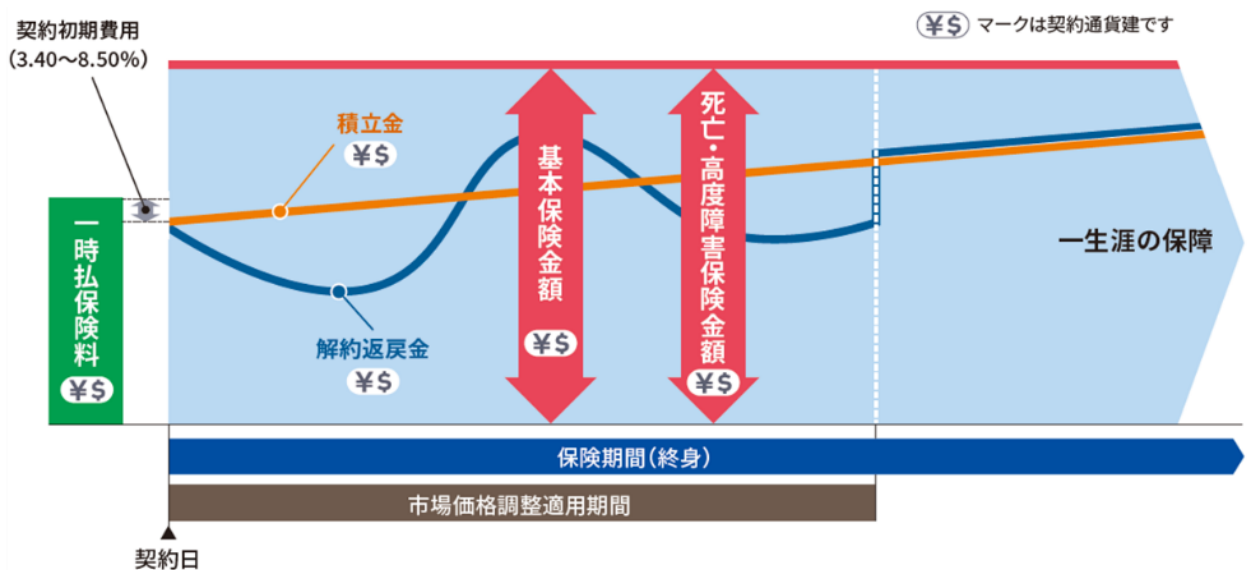 契約初期費用
(3.40～8.50%)
¥$ マークは契約通貨建です
積立金
¥$
一時払保険料
¥$
解約返戻金
¥$
基本保険金額
¥$
死亡・高度障害保険金額
¥$
一生涯の保障
保険期間(終身)
市場価格調整適用期間
▲
契約日